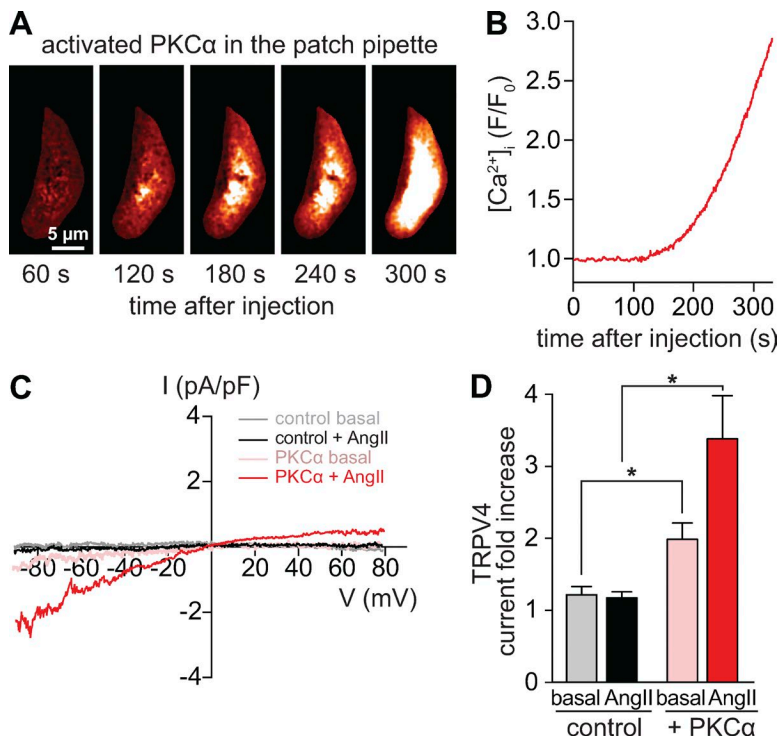 A
activated PKCα in the patch pipette
5 µm
60 s 120 s 180 s 240 s 300 s
time after injection
B
[Ca²⁺]ᵢ (F/F₀)
3.0
2.5
2.0
1.5
1.0
0 100 200 300
time after injection (s)
C
I (pA/pF)
4
2
-2
-4
control basal
control + AngII
PKCα basal
PKCα + AngII
-80 -60 -40 -20 20 40 60 80
V (mV)
D
TRPV4
current fold increase
4
3
2
1
0
*
*
basal AngII basal AngII
control + PKCα